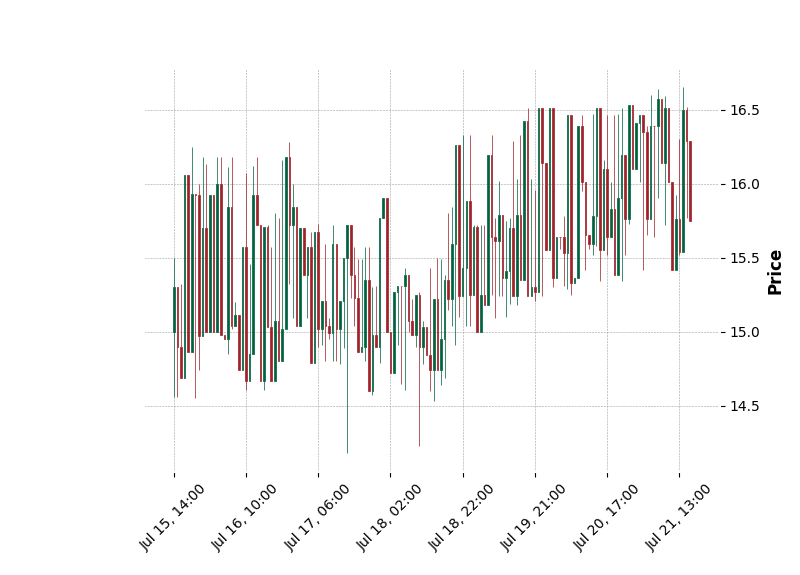 16.5
16.0
15.5
15.0
14.5
Price
Jul 15, 14:00
Jul 16, 10:00
Jul 17, 06:00
Jul 18, 02:00
Jul 18, 22:00
Jul 19, 21:00
Jul 20, 17:00
Jul 21, 13:00